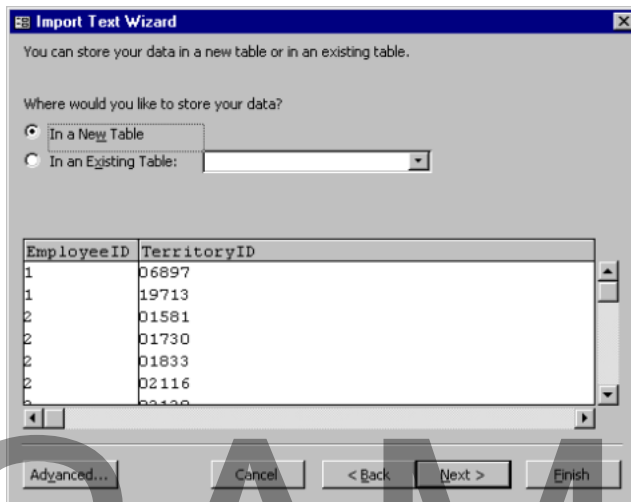 Import Text Wizard
You can store your data in a new table or in an existing table.
Where would you like to store your data?
In a New Table
In an Existing Table:
EmployeeID TerritoryID
1 06897
1 19713
2 01581
2 01730
2 01833
2 02116
Advanced... Cancel < Back Next > Finish